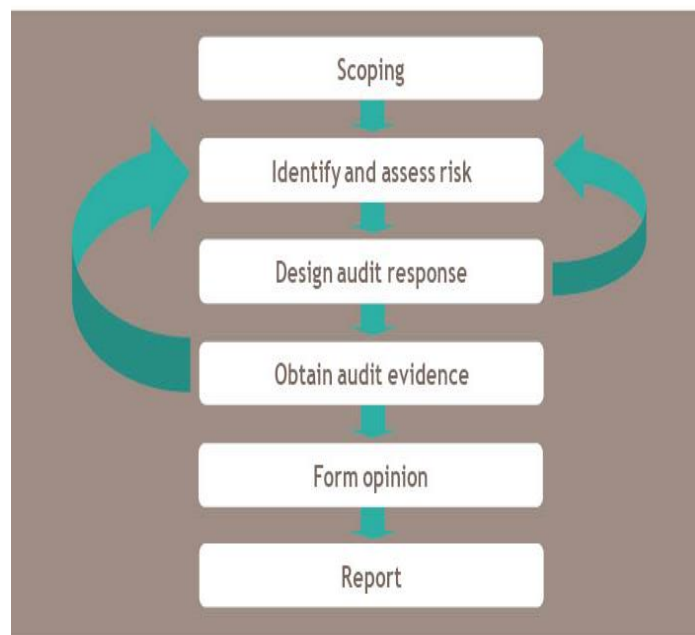 Scoping
Identify and assess risk
Design audit response
Obtain audit evidence
Form opinion
Report